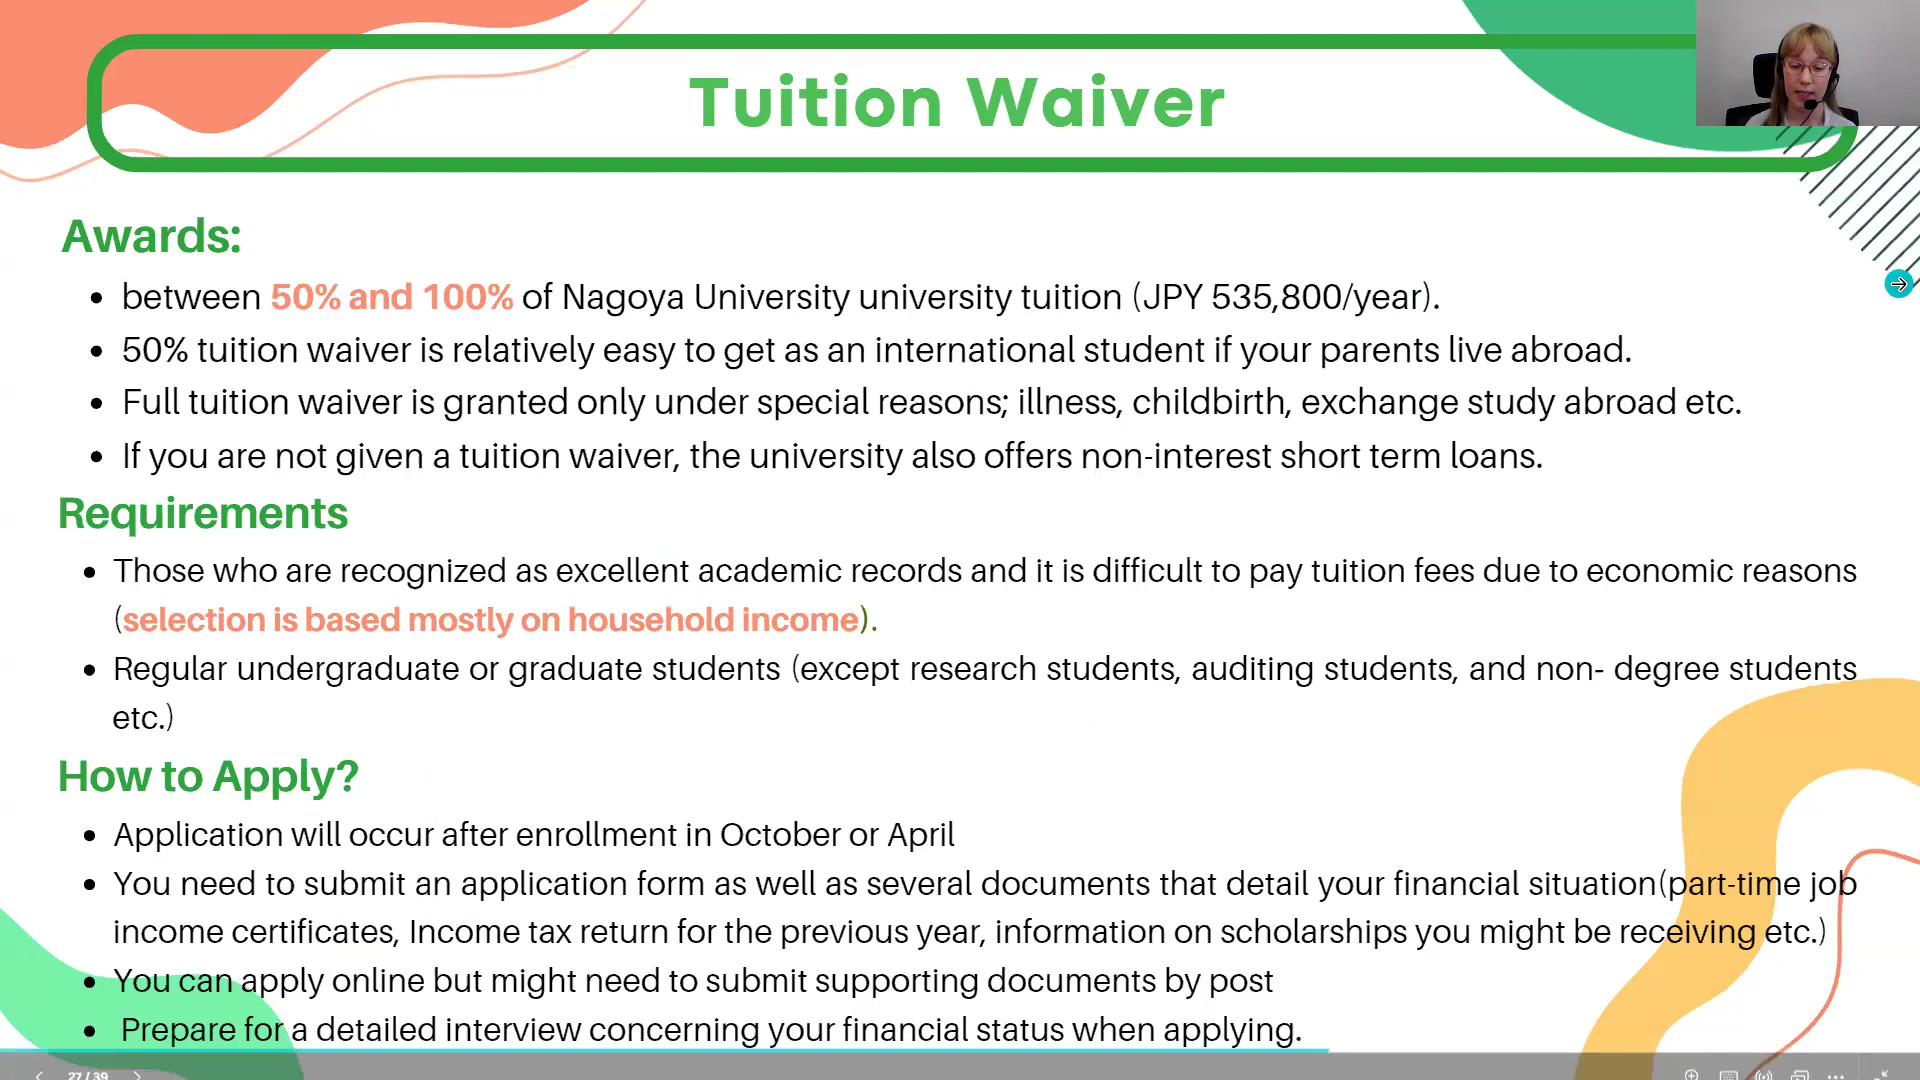 Tuition Waiver
Awards:
• between 50% and 100% of Nagoya University university tuition (JPY 535,800/year).
• 50% tuition waiver is relatively easy to get as an international student if your parents live abroad.
• Full tuition waiver is granted only under special reasons; illness, childbirth, exchange study abroad etc.
• If you are not given a tuition waiver, the university also offers non-interest short term loans.
Requirements
• Those who are recognized as excellent academic records and it is difficult to pay tuition fees due to economic reasons
(selection is based mostly on household income).
• Regular undergraduate or graduate students (except research students, auditing students, and non- degree students
etc.)
How to Apply?
• Application will occur after enrollment in October or April
• You need to submit an application form as well as several documents that detail your financial situation(part-time job
income certificates, Income tax return for the previous year, information on scholarships you might be receiving etc.)
• You can apply online but might need to submit supporting documents by post
• Prepare for a detailed interview concerning your financial status when applying.
27 / 39